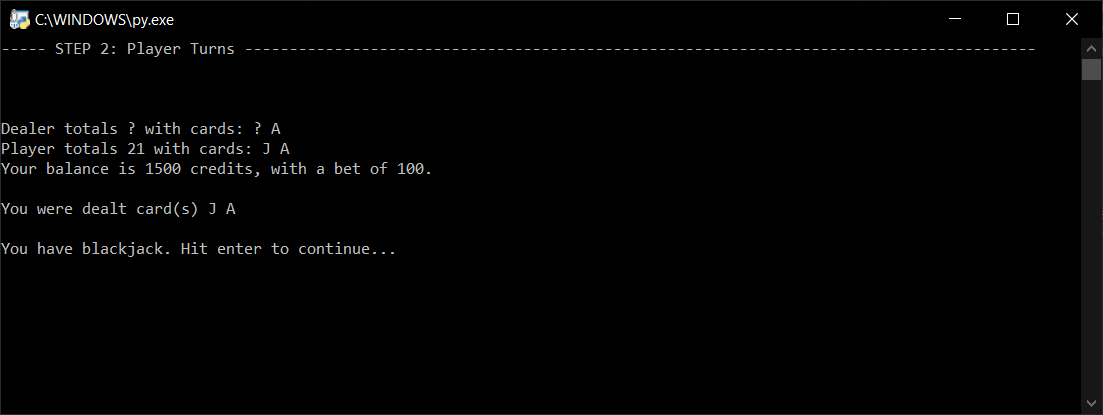 C:\WINDOWS\py.exe
----- STEP 2: Player Turns ----------------------------------------------------------------------------------------
Dealer totals ? with cards: ? A
Player totals 21 with cards: J A
Your balance is 1500 credits, with a bet of 100.
You were dealt card(s) J A
You have blackjack. Hit enter to continue...